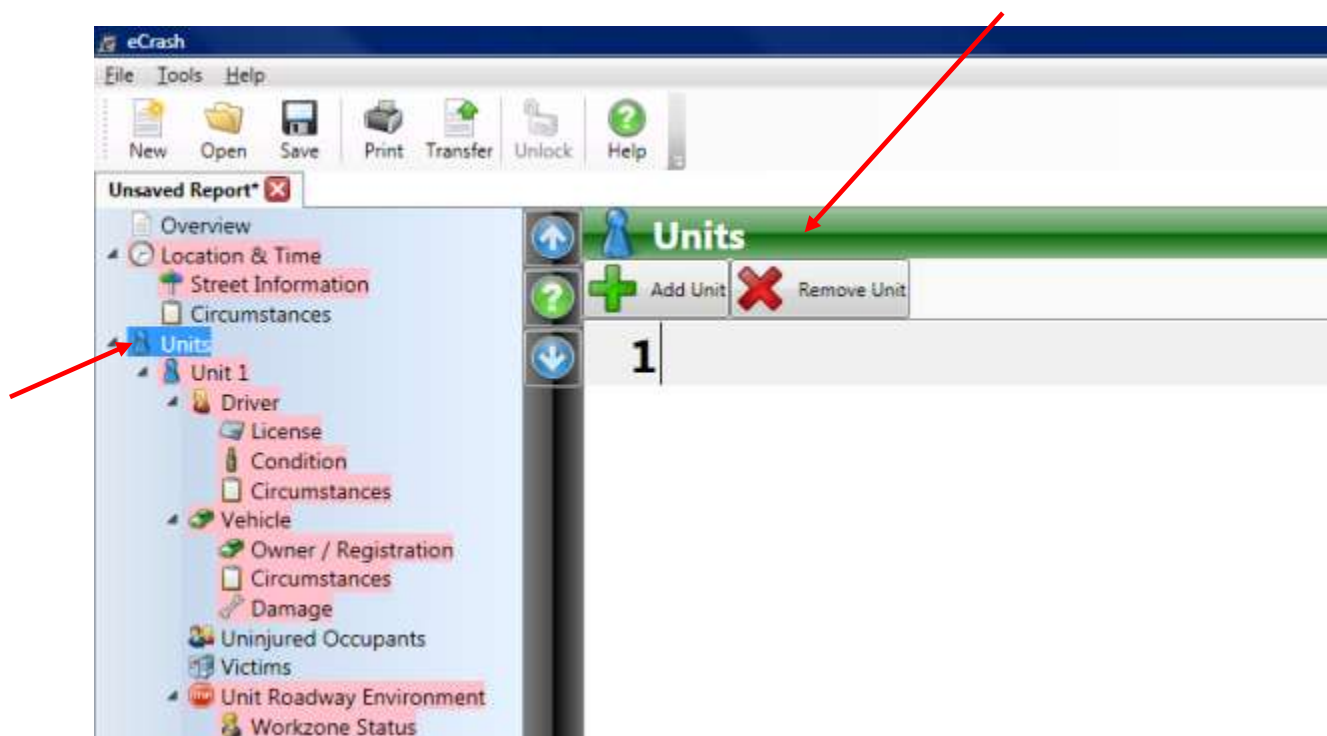 eCrash
File Tools Help
New Open Save Print Transfer Unlock Help
Unsaved Report*
Overview
Location & Time
Street Information
Circumstances
Units
Unit 1
Driver
License
Condition
Circumstances
Vehicle
Owner / Registration
Circumstances
Damage
Uninjured Occupants
Victims
Unit Roadway Environment
Workzone Status
Units
Add Unit Remove Unit
1